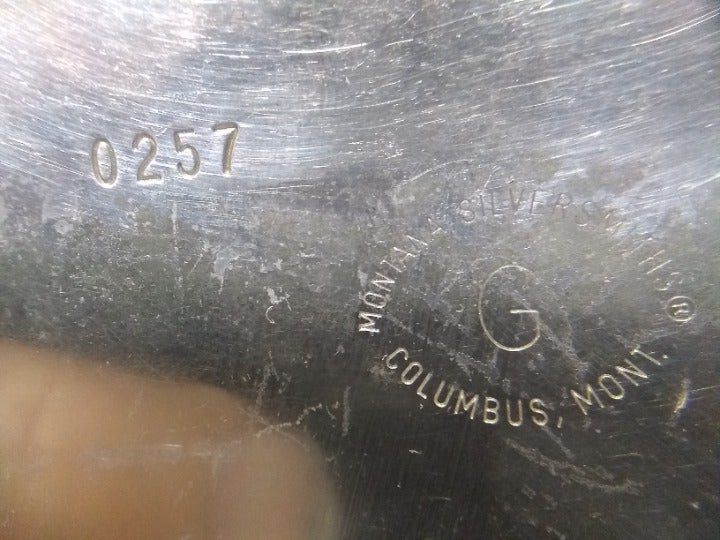 0257
MONTANA SILVERSMITHS®
G
COLUMBUS, MONT.